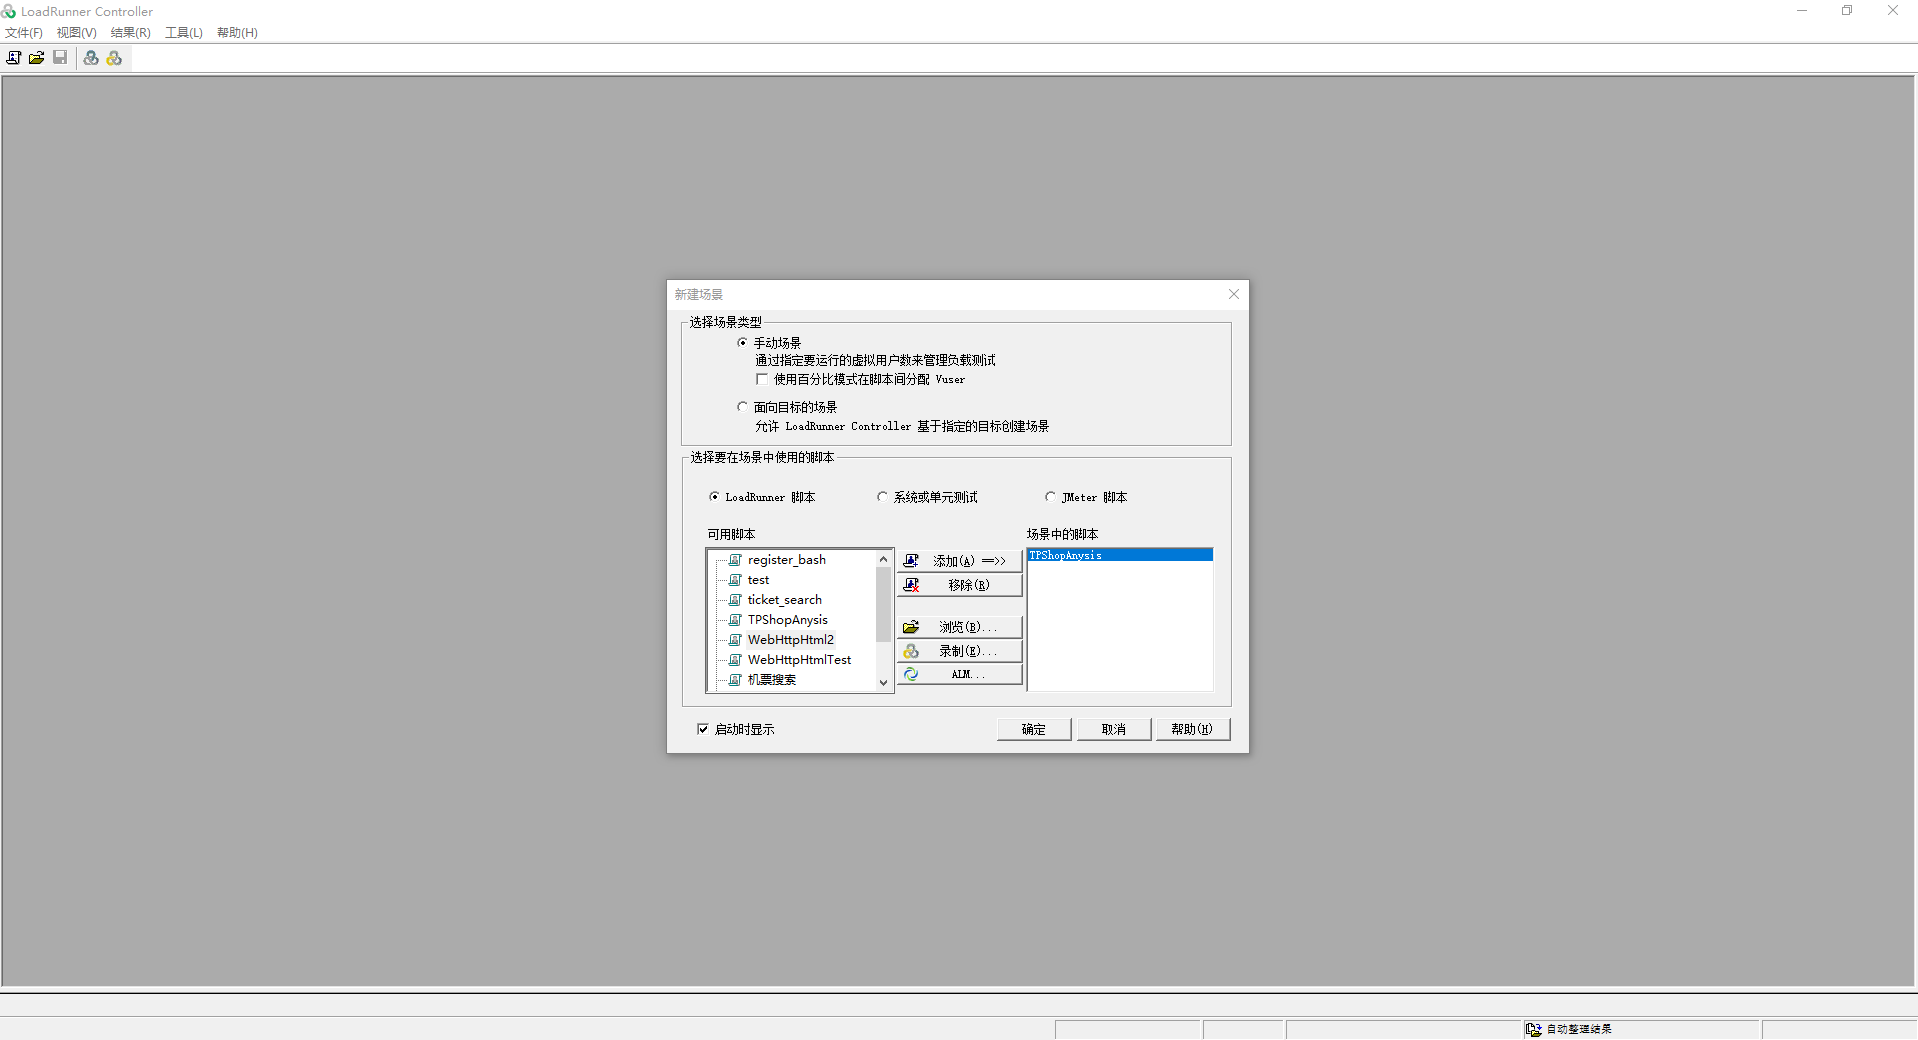 LoadRunner Controller
文件(F) 视图(V) 结果(R) 工具(L) 帮助(H)
新建场景
选择场景类型
手动场景
通过指定要运行的虚拟用户数来管理负载测试
使用百分比模式在脚本间分配 Vuser
面向目标的场景
允许 LoadRunner Controller 基于指定的目标创建场景
选择要在场景中使用的脚本
LoadRunner 脚本 系统或单元测试 JMeter 脚本
可用脚本 场景中的脚本
register_bash
test
ticket_search
TPShopAnysis
WebHttpHtml2
WebHttpHtmlTest
机票搜索
添加(A) ==>>
移除(R)
浏览(B)...
录制(E)...
ALM...
TPShopAnysis
启动时显示 确定 取消 帮助(H)
自动整理结果